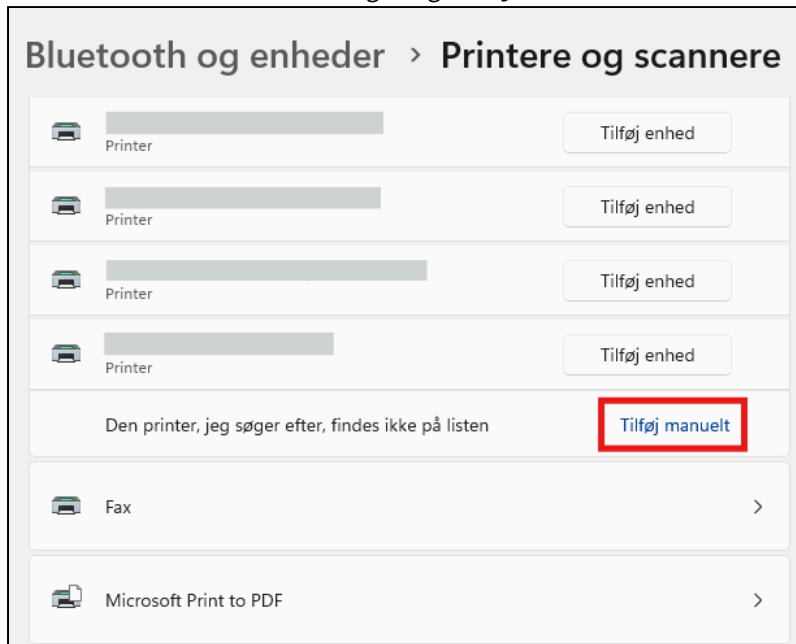 Bluetooth og enheder > Printere og scannere
Printer
Tilføj enhed
Printer
Tilføj enhed
Printer
Tilføj enhed
Printer
Tilføj enhed
Den printer, jeg søger efter, findes ikke på listen
Tilføj manuelt
Fax
Microsoft Print to PDF